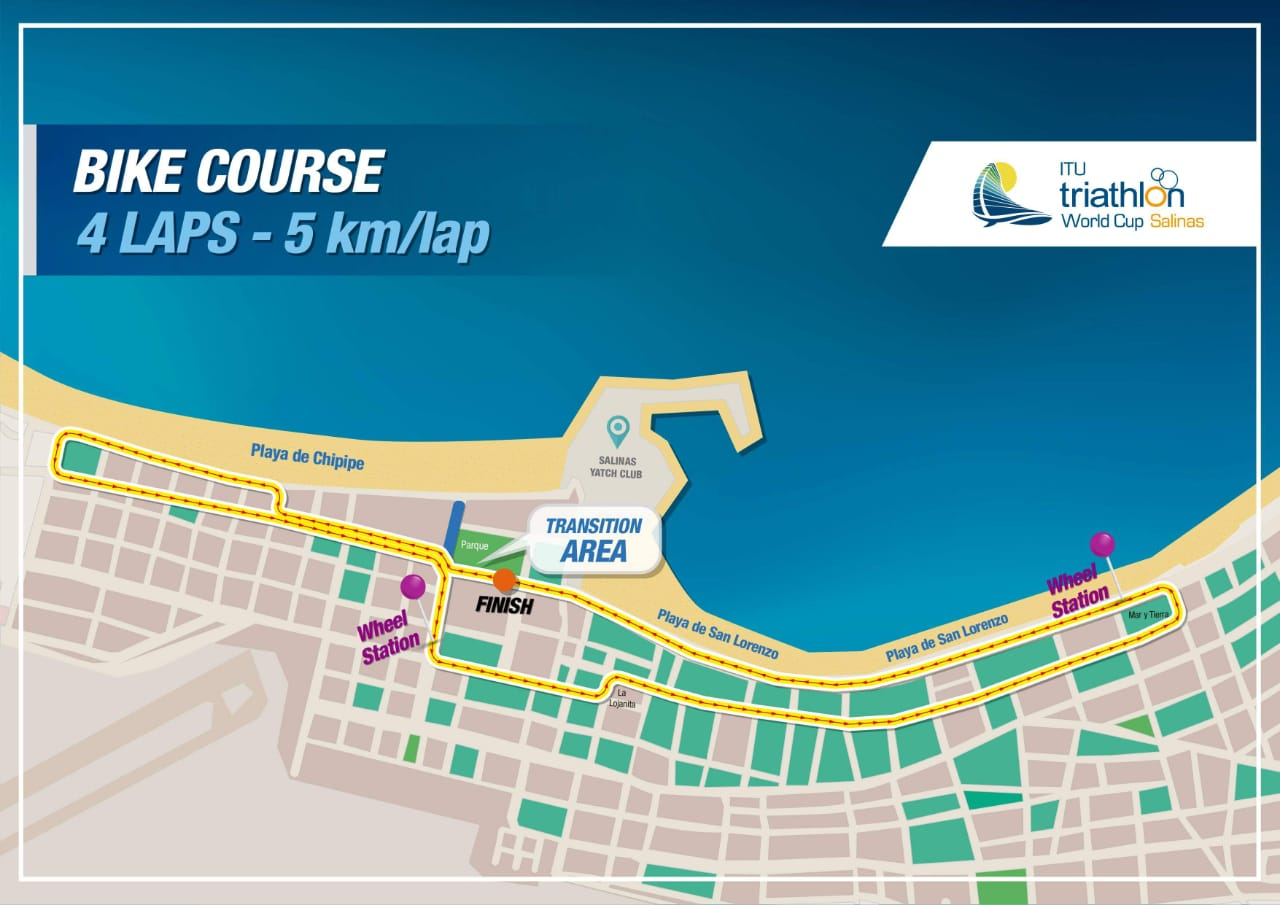 BIKE COURSE
4 LAPS - 5 km/lap
ITU
triathlon
World Cup Salinas
Playa de Chipipe
SALINAS
YATCH CLUB
TRANSITION
AREA
Parque
FINISH
Wheel
Station
Playa de San Lorenzo
Playa de San Lorenzo
Wheel
Station
Mar y Tierra
La
Lojanita